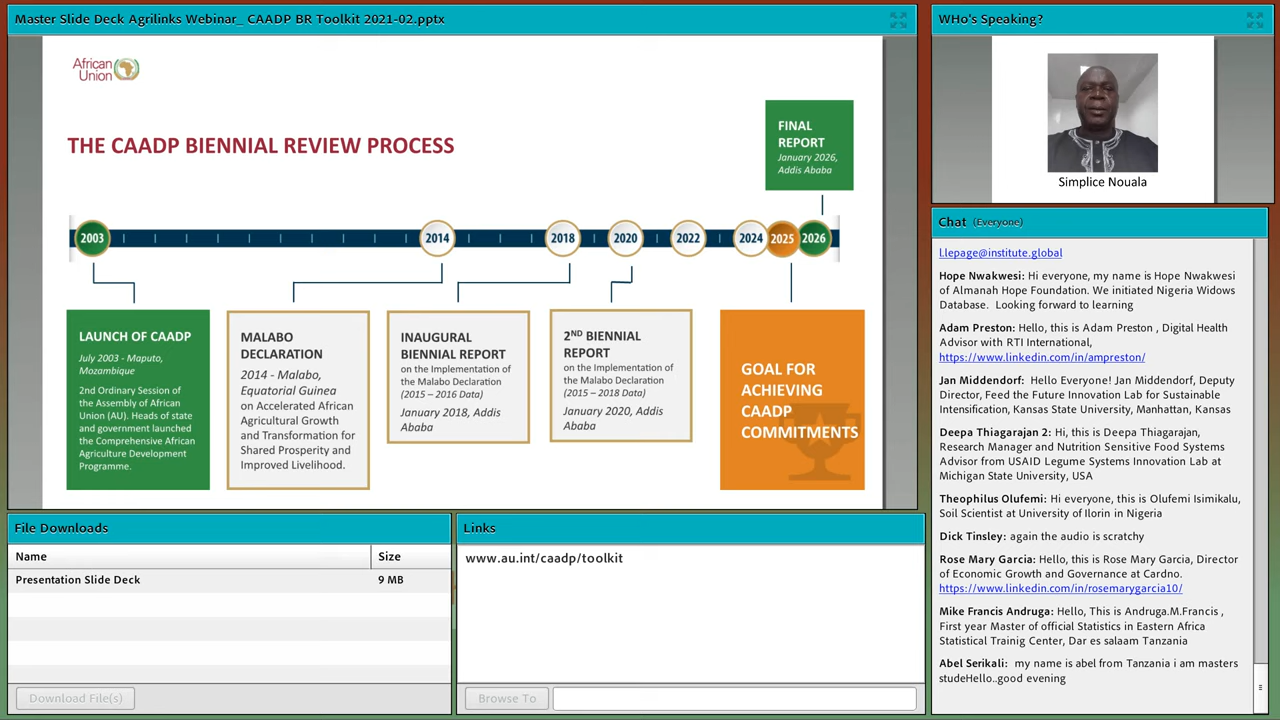 Master Slide Deck Agrilinks Webinar_ CAADP BR Toolkit 2021-02.pptx
African
Union
THE CAADP BIENNIAL REVIEW PROCESS
FINAL
REPORT
January 2026,
Addis Ababa
2003
2014
2018
2020
2022
2024
2025
2026
LAUNCH OF CAADP
July 2003 - Maputo,
Mozambique
2nd Ordinary Session of
the Assembly of African
Union (AU). Heads of state
and government launched
the Comprehensive African
Agriculture Development
Programme.
MALABO
DECLARATION
2014 - Malabo,
Equatorial Guinea
on Accelerated African
Agricultural Growth
and Transformation for
Shared Prosperity and
Improved Livelihood.
INAUGURAL
BIENNIAL REPORT
on the Implementation of
the Malabo Declaration
(2015 – 2016 Data)
January 2018, Addis
Ababa
2ND BIENNIAL
REPORT
on the Implementation of
the Malabo Declaration
(2015 – 2018 Data)
January 2020, Addis
Ababa
GOAL FOR
ACHIEVING
CAADP
COMMITMENTS
File Downloads
Name Size
Presentation Slide Deck 9 MB
Download File(s)
Links
www.au.int/caadp/toolkit
Browse To
WHo's Speaking?
Simplice Nouala
Chat (Everyone)
l.lepage@institute.global
Hope Nwakwesi: Hi everyone, my name is Hope Nwakwesi
of Almanah Hope Foundation. We initiated Nigeria Widows
Database. Looking forward to learning
Adam Preston: Hello, this is Adam Preston , Digital Health
Advisor with RTI International,
https://www.linkedin.com/in/ampreston/
Jan Middendorf: Hello Everyone! Jan Middendorf, Deputy
Director, Feed the Future Innovation Lab for Sustainable
Intensification, Kansas State University, Manhattan, Kansas
Deepa Thiagarajan 2: Hi, this is Deepa Thiagarajan,
Research Manager and Nutrition Sensitive Food Systems
Advisor from USAID Legume Systems Innovation Lab at
Michigan State University, USA
Theophilus Olufemi: Hi everyone, this is Olufemi Isimikalu,
Soil Scientist at University of Ilorin in Nigeria
Dick Tinsley: again the audio is scratchy
Rose Mary Garcia: Hello, this is Rose Mary Garcia, Director
of Economic Growth and Governance at Cardno.
https://www.linkedin.com/in/rosemarygarcia10/
Mike Francis Andruga: Hello, This is Andruga.M.Francis ,
First year Master of official Statistics in Eastern Africa
Statistical Trainig Center, Dar es salaam Tanzania
Abel Serikali: my name is abel from Tanzania i am masters
studeHello..good evening